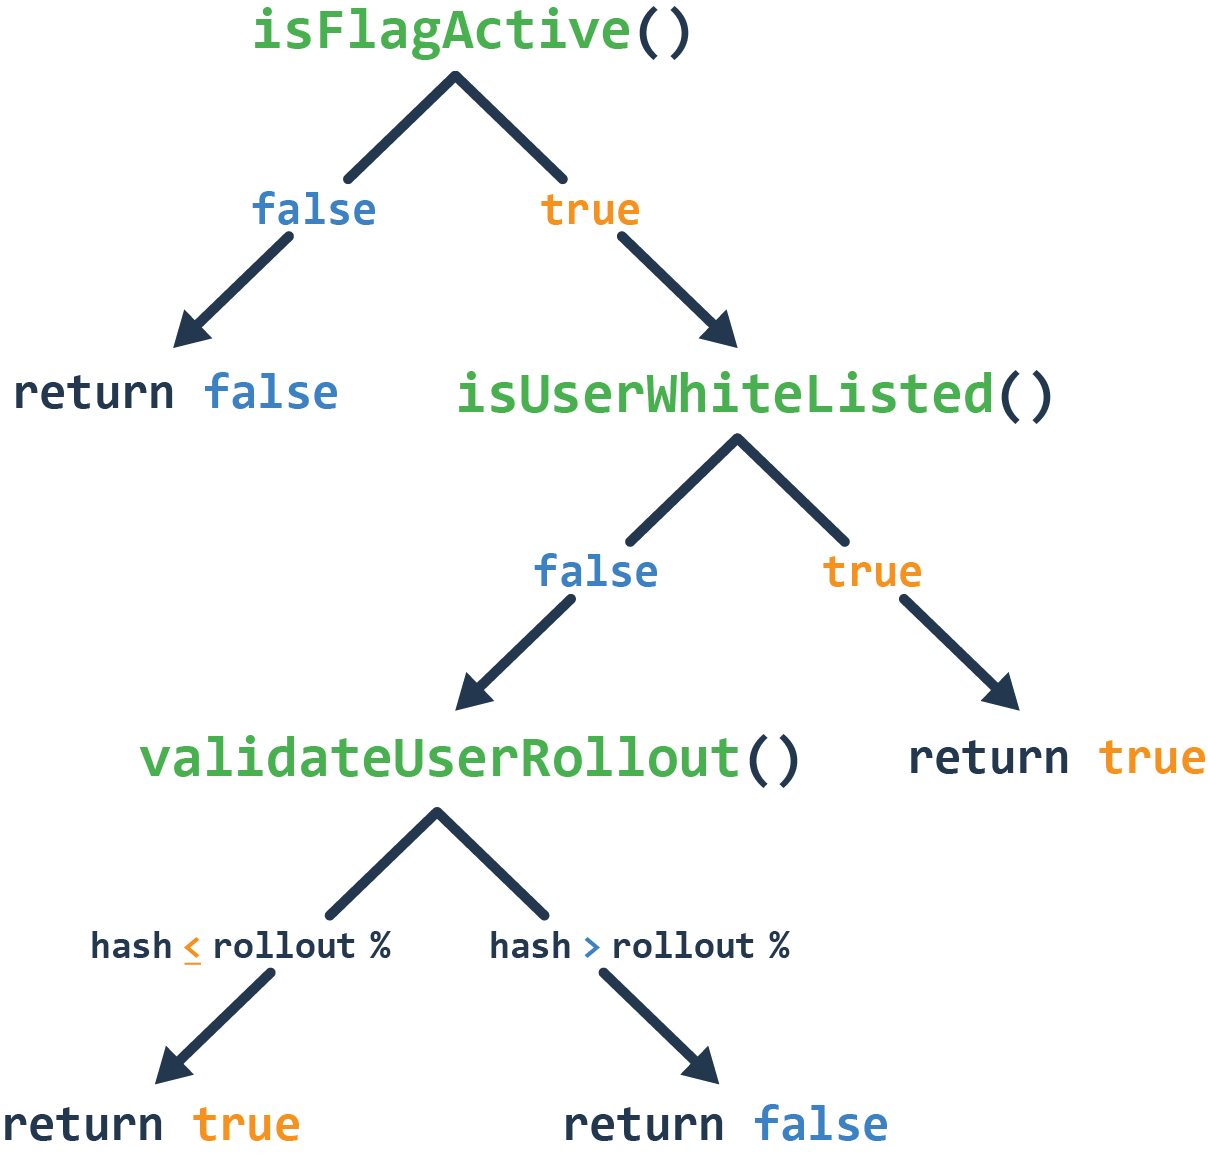 isFlagActive()
false true
return false isUserWhiteListed()
false true
validateUserRollout() return true
hash ≤ rollout % hash > rollout %
return true return false